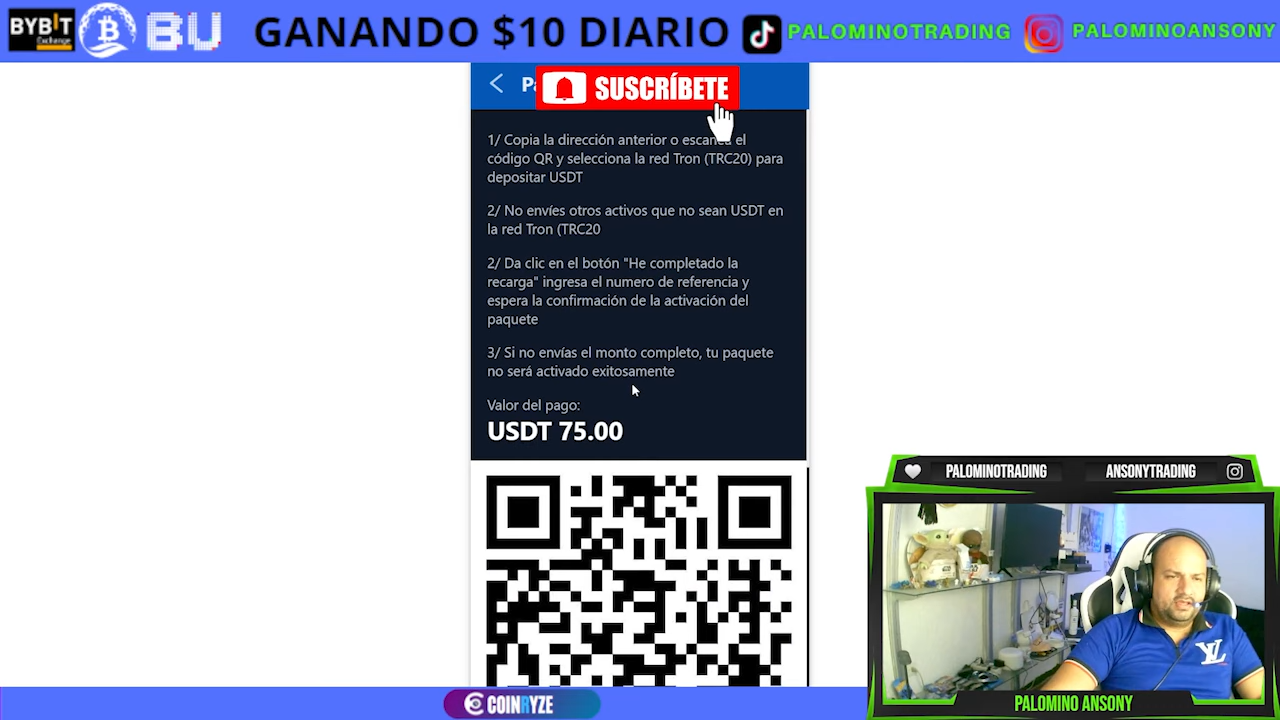 BYBIT
Exchange
BU
GANANDO $10 DIARIO
PALOMINOTRADING
PALOMINOANSONY
SUSCRÍBETE
1/ Copia la dirección anterior o escanea el
código QR y selecciona la red Tron (TRC20) para
depositar USDT
2/ No envíes otros activos que no sean USDT en
la red Tron (TRC20
2/ Da clic en el botón "He completado la
recarga" ingresa el numero de referencia y
espera la confirmación de la activación del
paquete
3/ Si no envías el monto completo, tu paquete
no será activado exitosamente
Valor del pago:
USDT 75.00
PALOMINOTRADING
ANSONYTRADING
PALOMINO ANSONY
COINRYZE